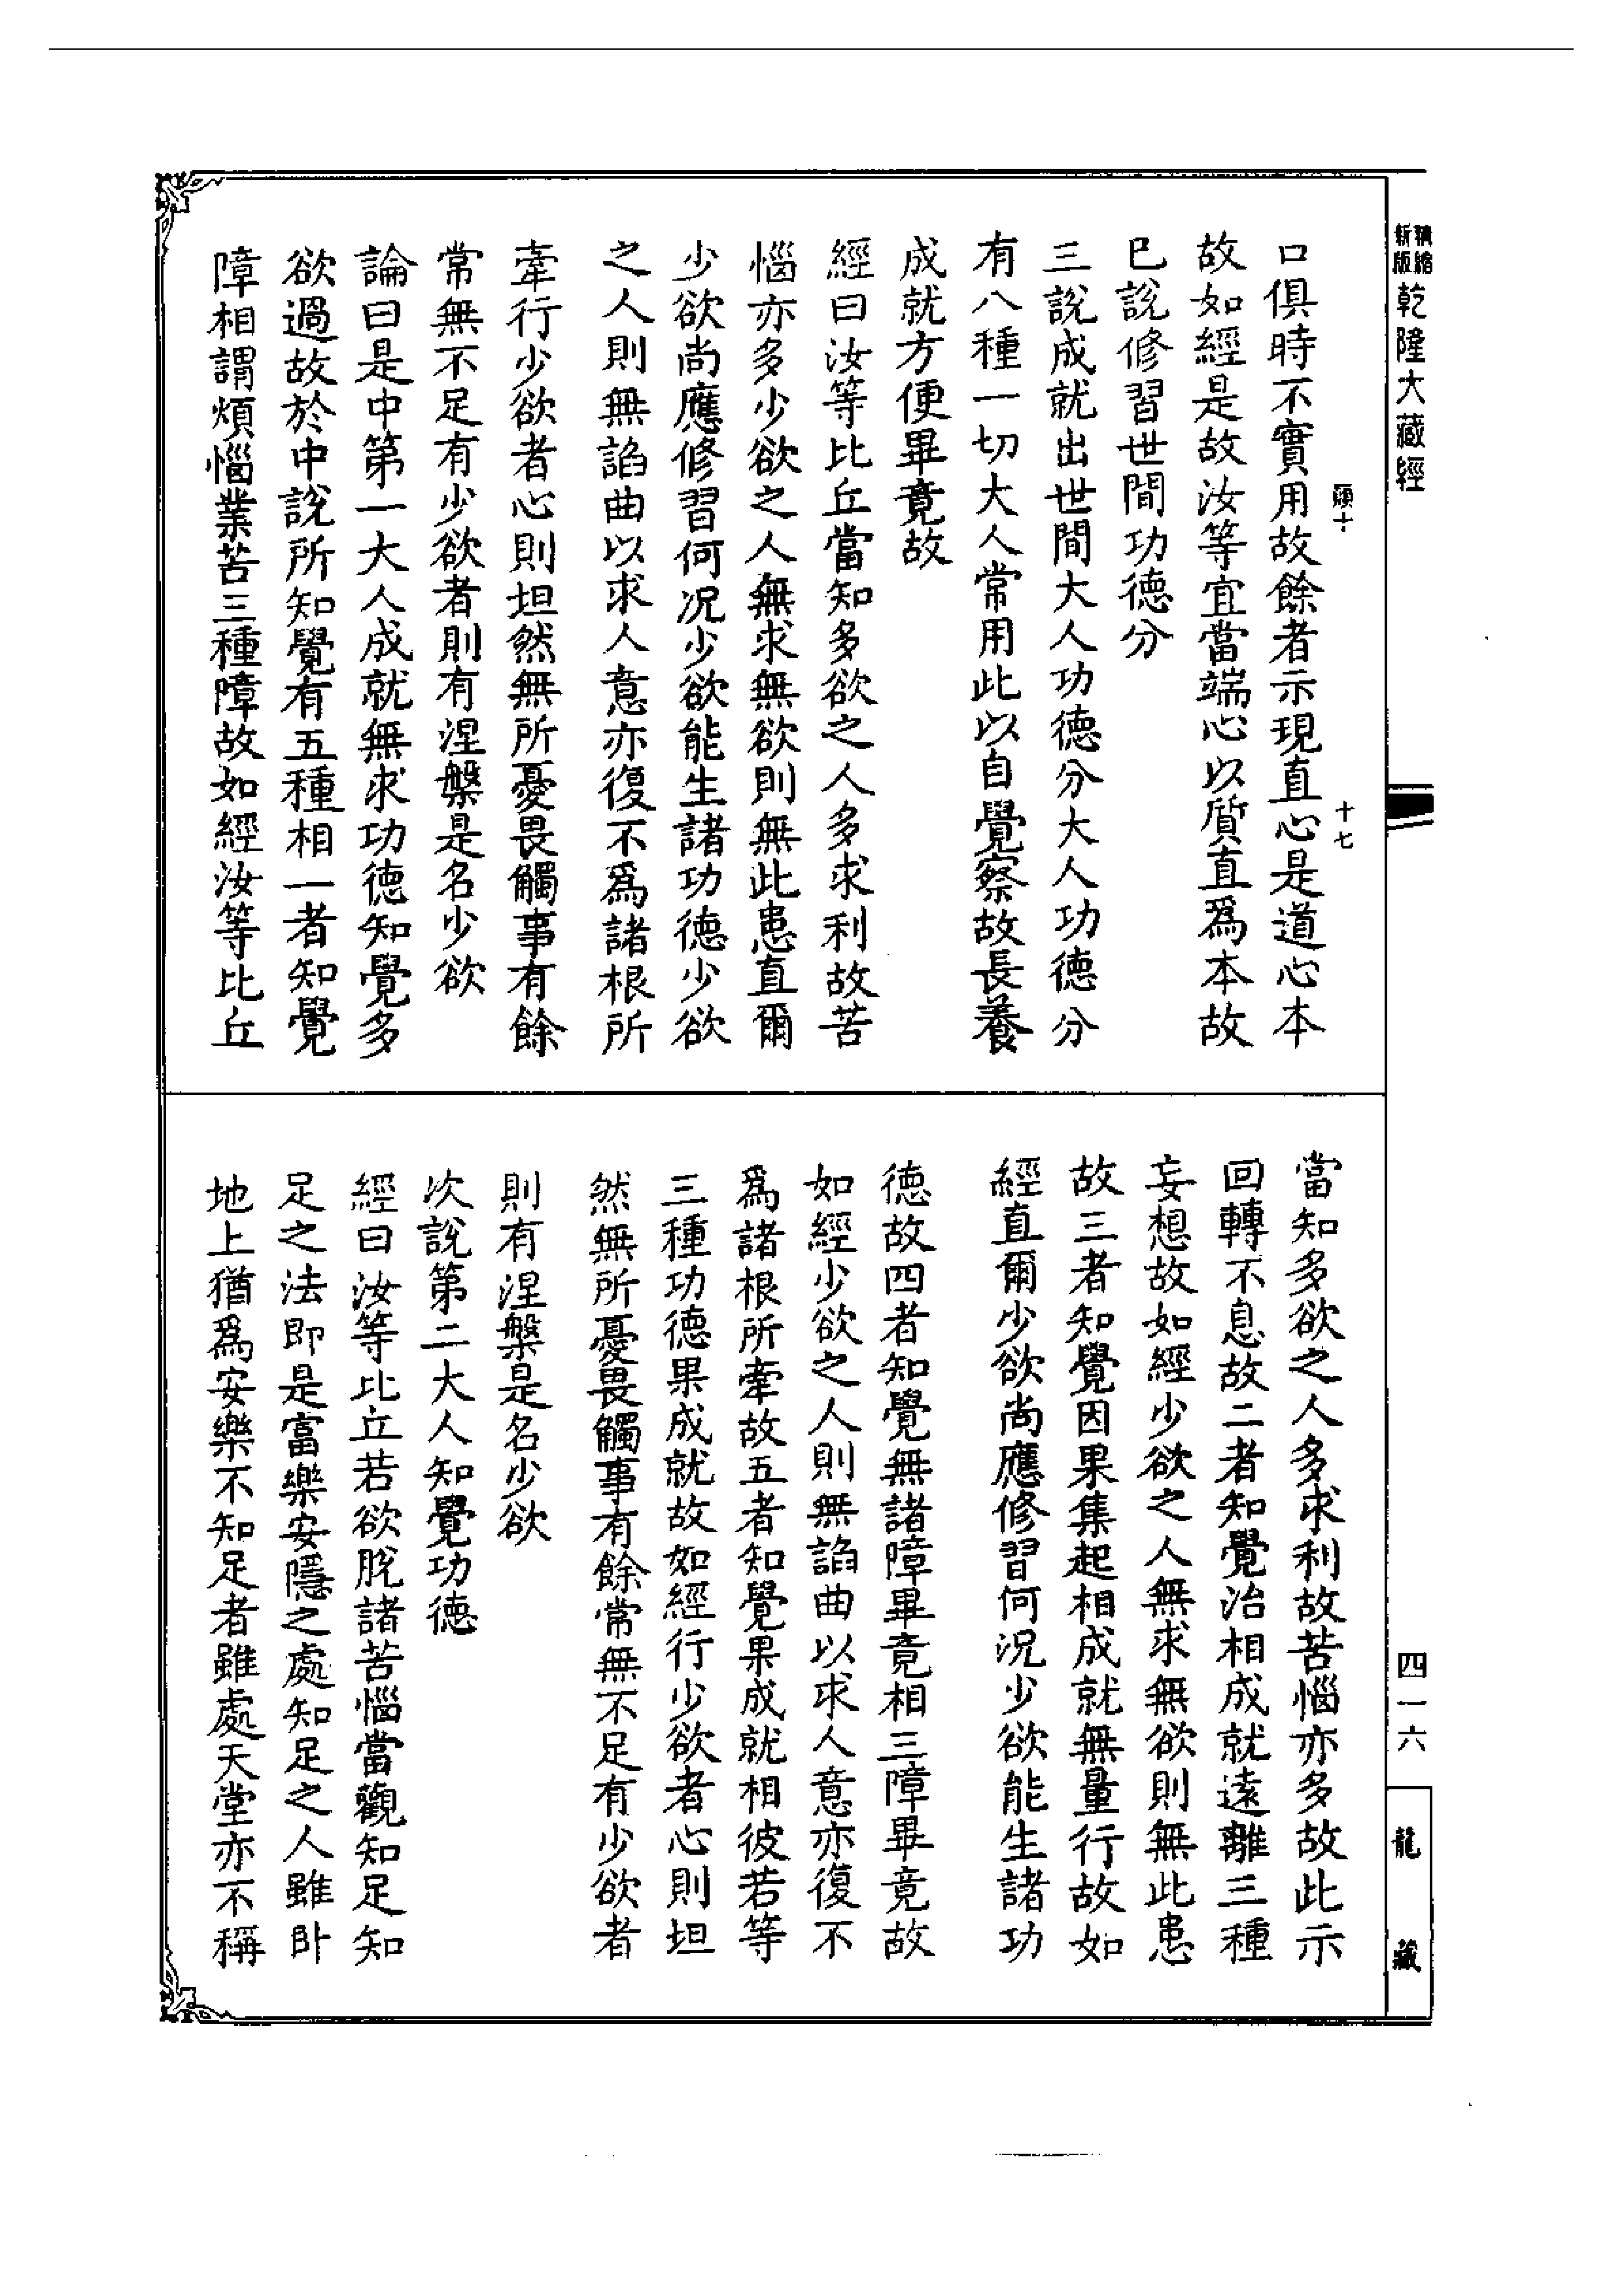 新版精縮
乾隆大藏經
四一六
龍藏
十七
口俱時不實用故餘者示現直心是道心本
故如經是故汝等宜當端心以質直爲本故
已說修習世間功德分
三說成就出世間大人功德分大人功德分
有八種一切大人常用此以自覺察故長養
成就方便畢竟故
經曰汝等比丘當知多欲之人多求利故苦
惱亦多少欲之人無求無欲則無此患直爾
少欲尚應修習何況少欲能生諸功德少欲
之人則無諂曲以求人意亦復不爲諸根所
牽行少欲者心則坦然無所憂畏觸事有餘
常無不足有少欲者則有涅槃是名少欲
論曰是中第一大人成就無求功德知覺多
欲過故於中說所知覺有五種相一者知覺
障相謂煩惱業苦三種障故如經汝等比丘
當知多欲之人多求利故苦惱亦多故此示
回轉不息故二者知覺治相成就遠離三種
妄想故如經少欲之人無求無欲則無此患
故三者知覺因果集起相成就無量行故如
經直爾少欲尚應修習何況少欲能生諸功
德故四者知覺無諸障畢竟相三障畢竟故
如經少欲之人則無諂曲以求人意亦復不
爲諸根所牽故五者知覺果成就相彼若等
三種功德果成就故如經行少欲者心則坦
然無所憂畏觸事有餘常無不足有少欲者
則有涅槃是名少欲
次說第二大人知覺功德
經曰汝等比丘若欲脫諸苦惱當觀知足知
足之法即是富樂安隱之處知足之人雖卧
地上猶爲安樂不知足者雖處天堂亦不稱